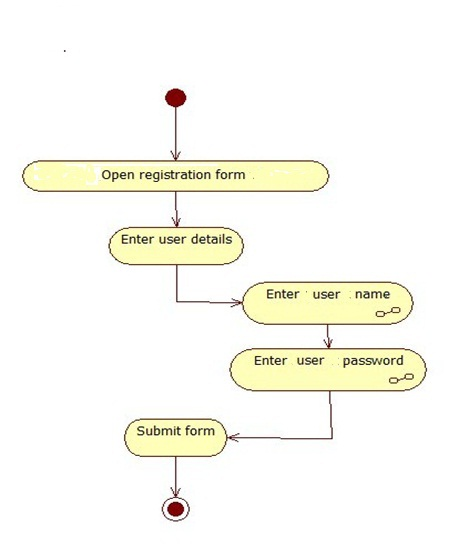 Open registration form
Enter user details
Enter user name
Enter user password
Submit form